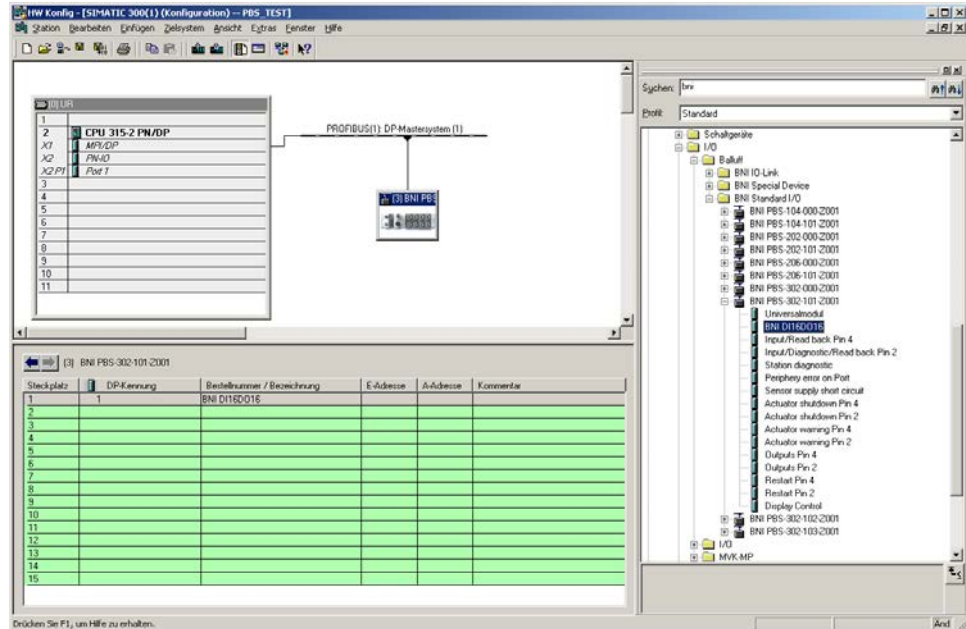 HW Konfig - [SIMATIC 300(1) (Konfiguration) -- PBS_TEST]
Station Bearbeiten Einfügen Zielsystem Ansicht Extras Fenster Hilfe
(0) UR
1
2 CPU 315-2 PN/DP
X1 MPI/DP
X2 PN-IO
X2 P1 Port 1
3
4
5
6
7
8
9
10
11
PROFIBUS(1): DP-Mastersystem (1)
(3) BNI PBS
(3) BNI PBS-302-101-Z001
Steckplatz DP-Kennung Bestellnummer / Bezeichnung E-Adresse A-Adresse Kommentar
1 1 BNI DI16DO16
2
3
4
5
6
7
8
9
10
11
12
13
14
15
Suchen: bni
Profil: Standard
Schaltgeräte
I/O
Balluff
BNI IO-Link
BNI Special Device
BNI Standard I/O
BNI PBS-104-000-Z001
BNI PBS-104-101-Z001
BNI PBS-202-000-Z001
BNI PBS-202-101-Z001
BNI PBS-206-000-Z001
BNI PBS-206-101-Z001
BNI PBS-302-000-Z001
BNI PBS-302-101-Z001
Universalmodul
BNI DI16DO16
Input/Read back Pin 4
Input/Diagnostic/Read back Pin 2
Station diagnostic
Periphery error on Port
Sensor supply short circuit
Actuator shutdown Pin 4
Actuator shutdown Pin 2
Actuator warning Pin 4
Actuator warning Pin 2
Outputs Pin 4
Outputs Pin 2
Restart Pin 4
Restart Pin 2
Display Control
BNI PBS-302-102-Z001
BNI PBS-302-103-Z001
I/O
MVK-MP
Drücken Sie F1, um Hilfe zu erhalten.
Änd